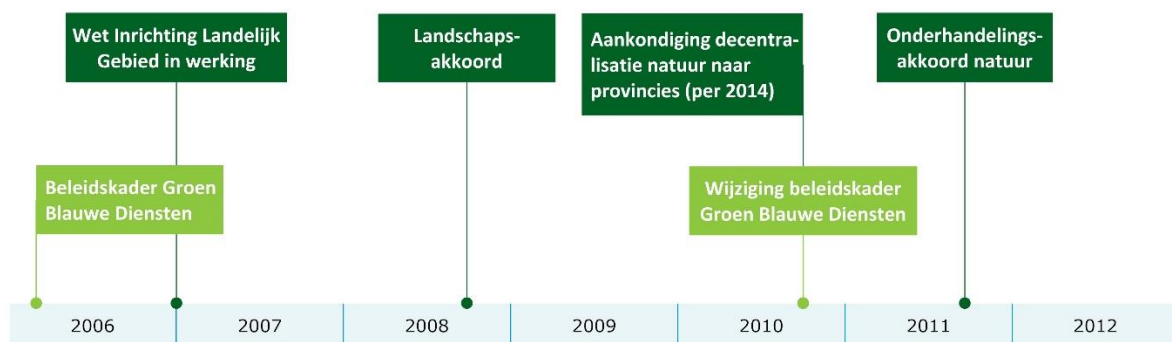 Wet Inrichting Landelijk
Gebied in werking
Landschaps-
akkoord
Aankondiging decentra-
lisatie natuur naar
provincies (per 2014)
Onderhandelings-
akkoord natuur
Beleidskader Groen
Blauwe Diensten
Wijziging beleidskader
Groen Blauwe Diensten
2006
2007
2008
2009
2010
2011
2012